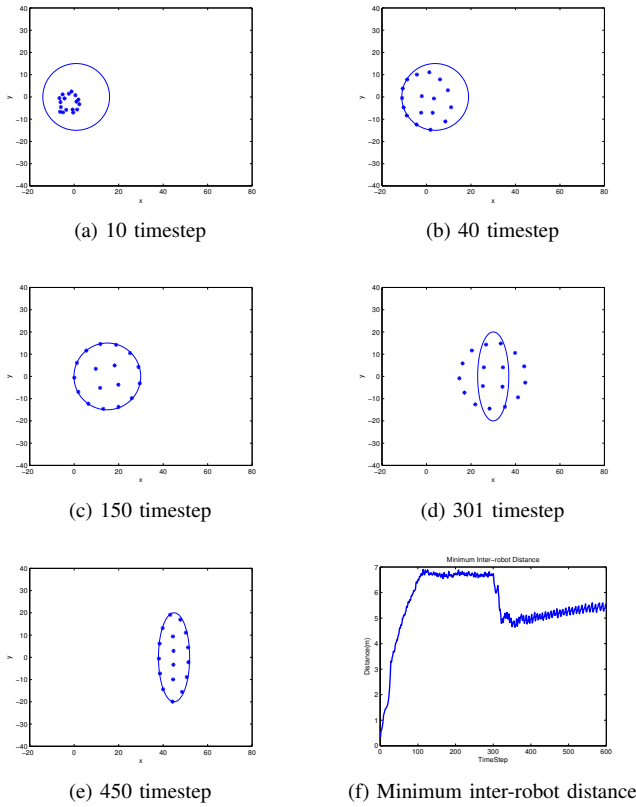 40
30
20
10
0
−10
−20
−30
−40
y
−20 0 20 40 60 80
x
(a) 10 timestep
40
30
20
10
0
−10
−20
−30
−40
y
−20 0 20 40 60 80
x
(b) 40 timestep
40
30
20
10
0
−10
−20
−30
−40
y
−20 0 20 40 60 80
x
(c) 150 timestep
40
30
20
10
0
−10
−20
−30
−40
y
−20 0 20 40 60 80
x
(d) 301 timestep
40
30
20
10
0
−10
−20
−30
−40
y
−20 0 20 40 60 80
x
(e) 450 timestep
Minimum Inter−robot Distance
7
6
5
4
3
2
1
0
Distance(m)
0 100 200 300 400 500 600
TimeStep
(f) Minimum inter-robot distance